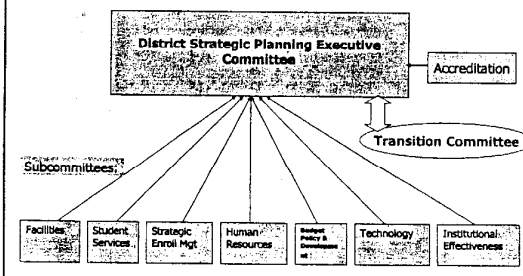 District Strategic Planning Executive
Committee
Accreditation
Transition Committee
Subcommittees;
Facilities
Student
Services
Strategic
Enroll Mgt
Human
Resources
Budget
Policy &
Developme
nt
Technology
Institutional
Effectiveness